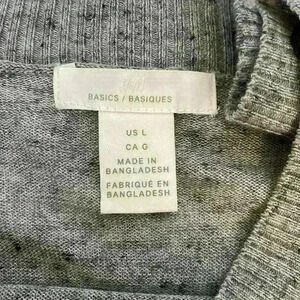 BASICS / BASIQUES
US L
CA G
MADE IN
BANGLADESH
FABRIQUÉ EN
BANGLADESH